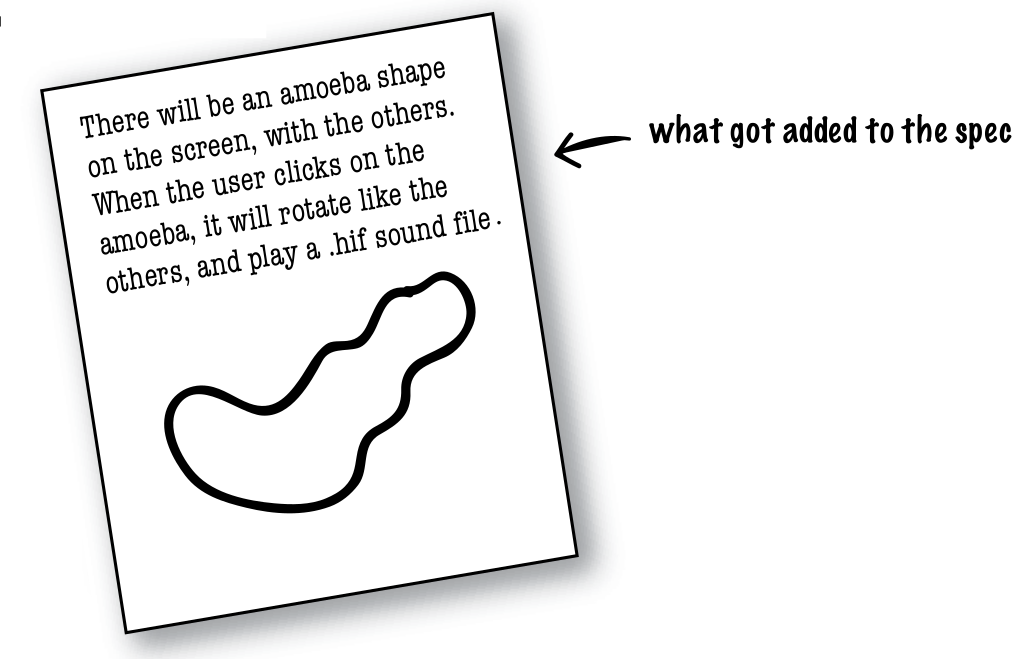 There will be an amoeba shape
on the screen, with the others.
When the user clicks on the
amoeba, it will rotate like the
others, and play a .hif sound file.
what got added to the spec